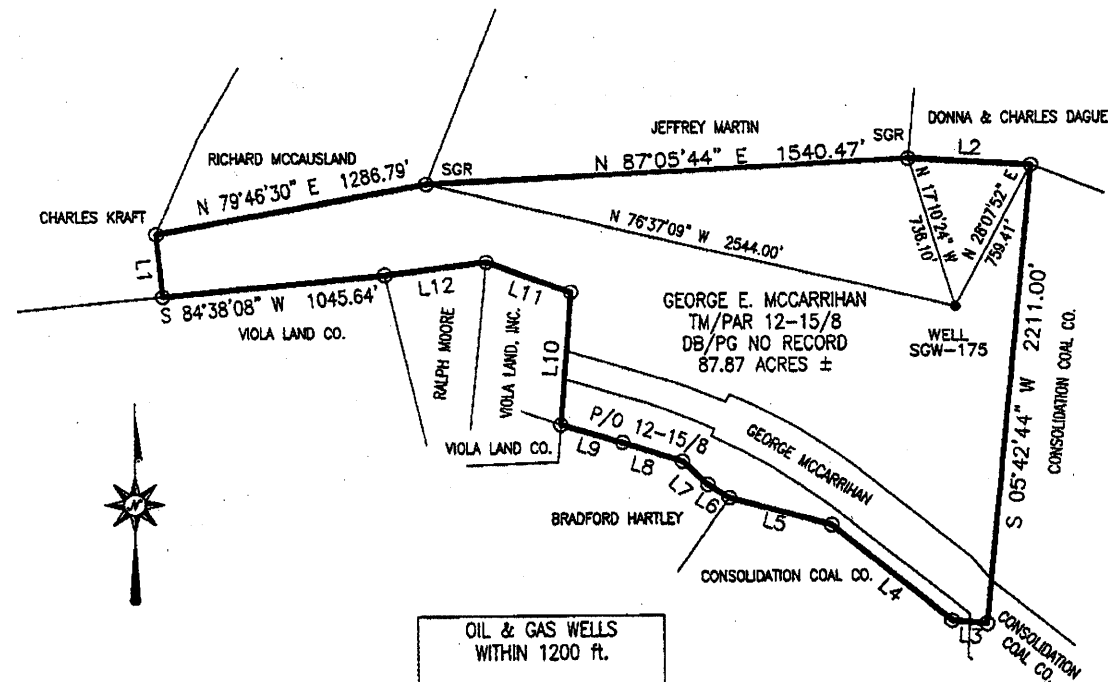 DONNA & CHARLES DAGUE
JEFFREY MARTIN
SGR
L2
N 87°05'44" E 1540.47'
RICHARD MCCAUSLAND
SGR
N 79°46'30" E 1286.79'
N 17°10'24" W
736.10'
N 28°07'52" E
759.41'
CHARLES KRAFT
N 76°37'09" W 2544.00'
L1
S 84°38'08" W 1045.64'
L12
L11
VIOLA LAND CO.
GEORGE E. MCCARRIHAN
TM/PAR 12-15/8
DB/PG NO RECORD
87.87 ACRES ±
WELL
SGW-175
S 05°42'44" W 2211.00'
CONSOLIDATION COAL CO.
RALPH MOORE
VIOLA LAND, INC.
L10
P/O 12-15/8
GEORGE MCCARRIHAN
VIOLA LAND CO.
L9
L8
L7
L6
N
BRADFORD HARTLEY
L5
CONSOLIDATION COAL CO.
L4
L3
CONSOLIDATION
COAL CO.
OIL & GAS WELLS
WITHIN 1200 ft.